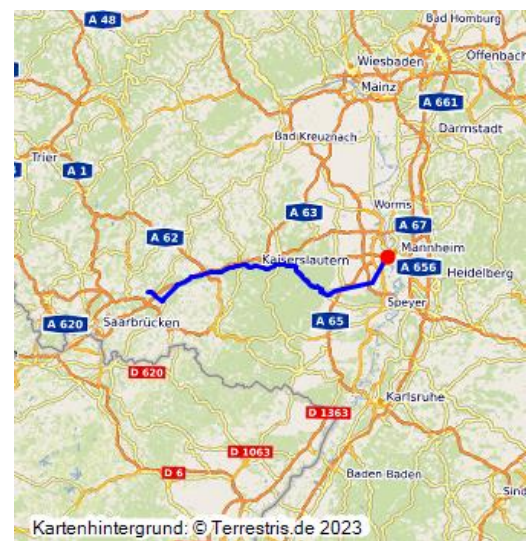 A 48
Bad Homburg
Wiesbaden
Offenbach
Mainz
A 661
Darmstadt
Bad Kreuznach
Trier
A 1
Worms
A 63
A 67
A 62
Kaiserslautern
Mannheim
A 656
Heidelberg
A 620
Saarbrücken
Speyer
A 65
D 620
Karlsruhe
D 1363
D 1063
D 6
Baden Baden
Sind
Kartenhintergrund: © Terrestris.de 2023